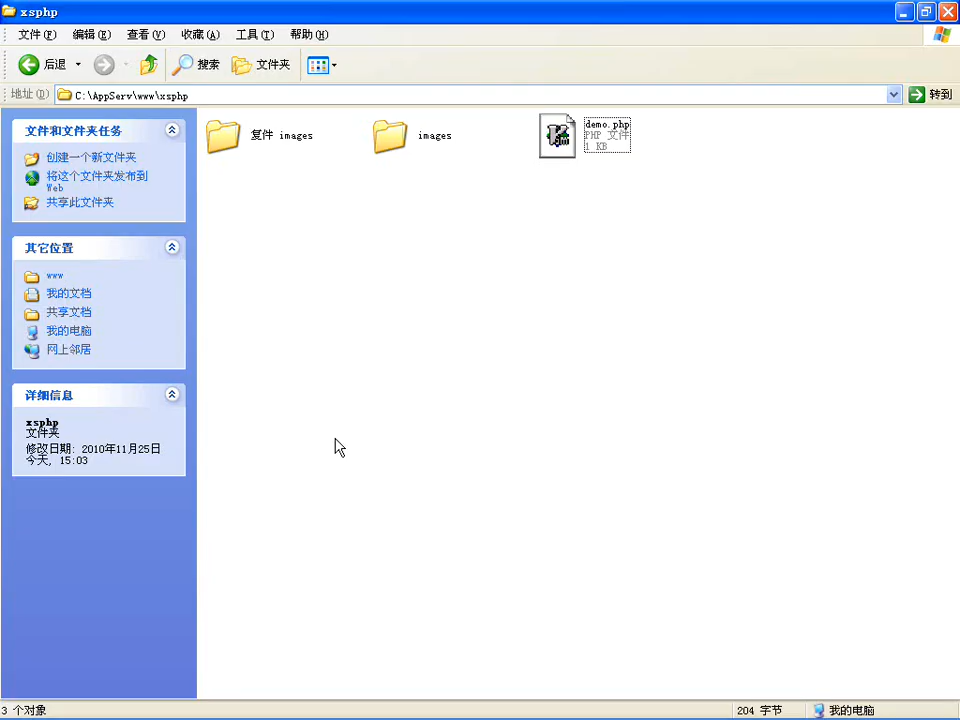 xsphp
文件(F) 编辑(E) 查看(V) 收藏(A) 工具(T) 帮助(H)
后退 搜索 文件夹
地址(D) C:\AppServ\www\xsphp 转到
文件和文件夹任务
创建一个新文件夹
将这个文件夹发布到
Web
共享此文件夹
其它位置
www
我的文档
共享文档
我的电脑
网上邻居
详细信息
xsphp
文件夹
修改日期: 2010年11月25日
今天, 15:03
复件 images
images
demo.php
PHP 文件
1 KB
3 个对象 204 字节 我的电脑